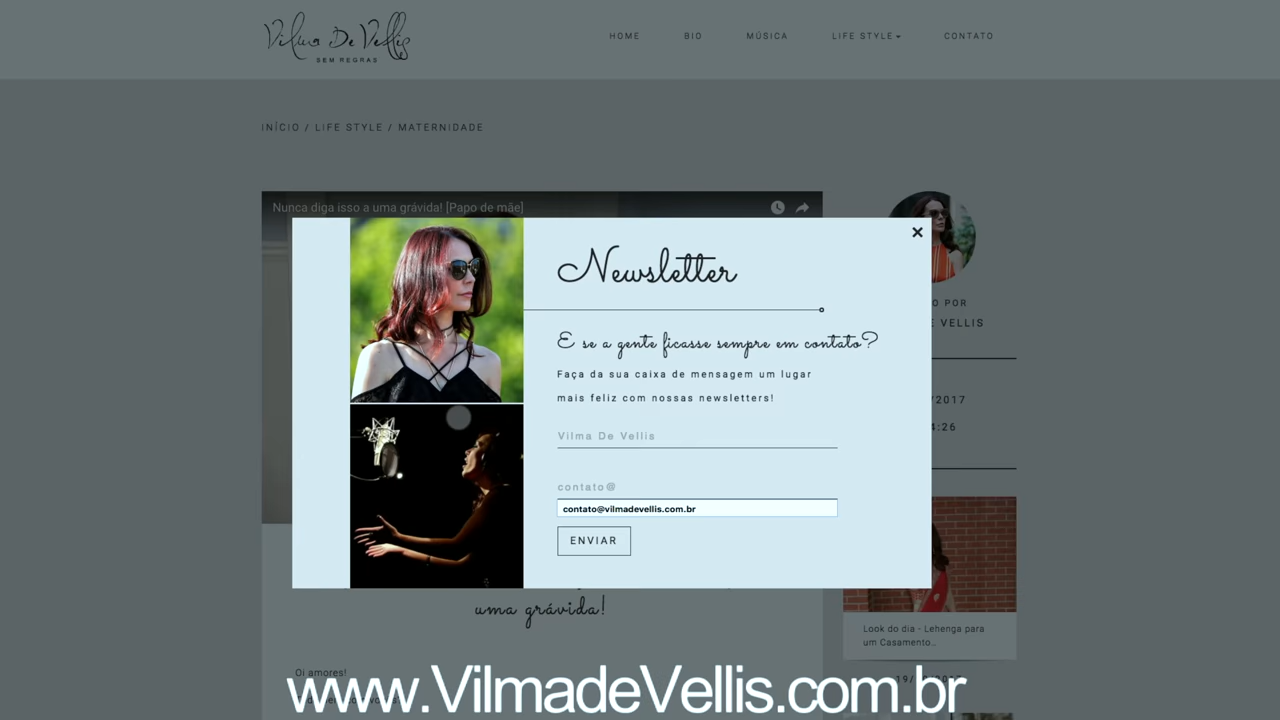 Vilma De Vellis
SEM REGRAS
HOME
BIO
MÚSICA
LIFE STYLE
CONTATO
INÍCIO / LIFE STYLE / MATERNIDADE
Nunca diga isso a uma grávida! [Papo de mãe]
Newsletter
E se a gente ficasse sempre em contato?
Faça da sua caixa de mensagem um lugar
mais feliz com nossas newsletters!
Vilma De Vellis
contato@
contato@vilmadevellis.com.br
ENVIAR
O POR
E VELLIS
/2017
4:26
uma grávida!
Look do dia - Lehenga para
um Casamento..
Oi amores!
www.VilmadeVellis.com.br